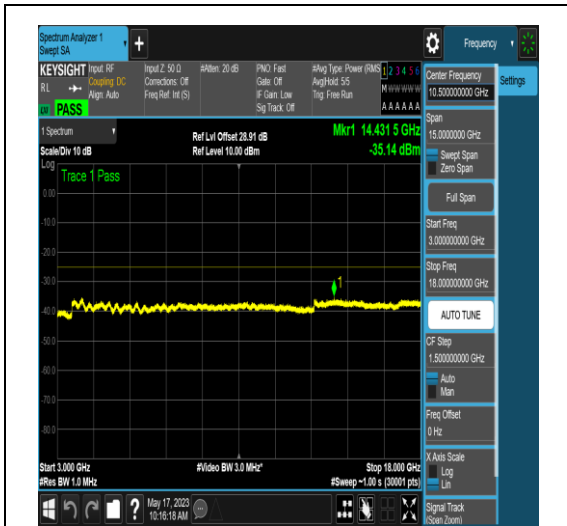 Spectrum Analyzer 1
Swept SA
+
Frequency
KEYSIGHT
RL
PASS
Input: RF
Coupling: DC
Align: Auto
Input Z: 50 Ω
Corrections: Off
Freq Ref: Int (S)
#Atten: 20 dB
PNO: Fast
Gate: Off
IF Gain: Low
Sig Track: Off
#Avg Type: Power (RMS
Avg|Hold: 5/5
Trig: Free Run
1 2 3 4 5 6
M W W W W W
A A A A A A
1 Spectrum
Scale/Div 10 dB
Ref Lvl Offset 28.91 dB
Ref Level 10.00 dBm
Mkr1 14.431 5 GHz
-35.14 dBm
Log
Trace 1 Pass
0.00
-10.0
-20.0
-30.0
-40.0
-50.0
-60.0
-70.0
-80.0
1
Start 3.000 GHz
#Res BW 1.0 MHz
#Video BW 3.0 MHz*
Stop 18.000 GHz
#Sweep ~1.00 s (30001 pts)
Center Frequency
10.500000000 GHz
Settings
Span
15.0000000 GHz
Swept Span
Zero Span
Full Span
Start Freq
3.000000000 GHz
Stop Freq
18.000000000 GHz
AUTO TUNE
CF Step
1.500000000 GHz
Auto
Man
Freq Offset
0 Hz
X Axis Scale
Log
Lin
Signal Track
(Span Zoom)
?
May 17, 2023
10:16:18 AM